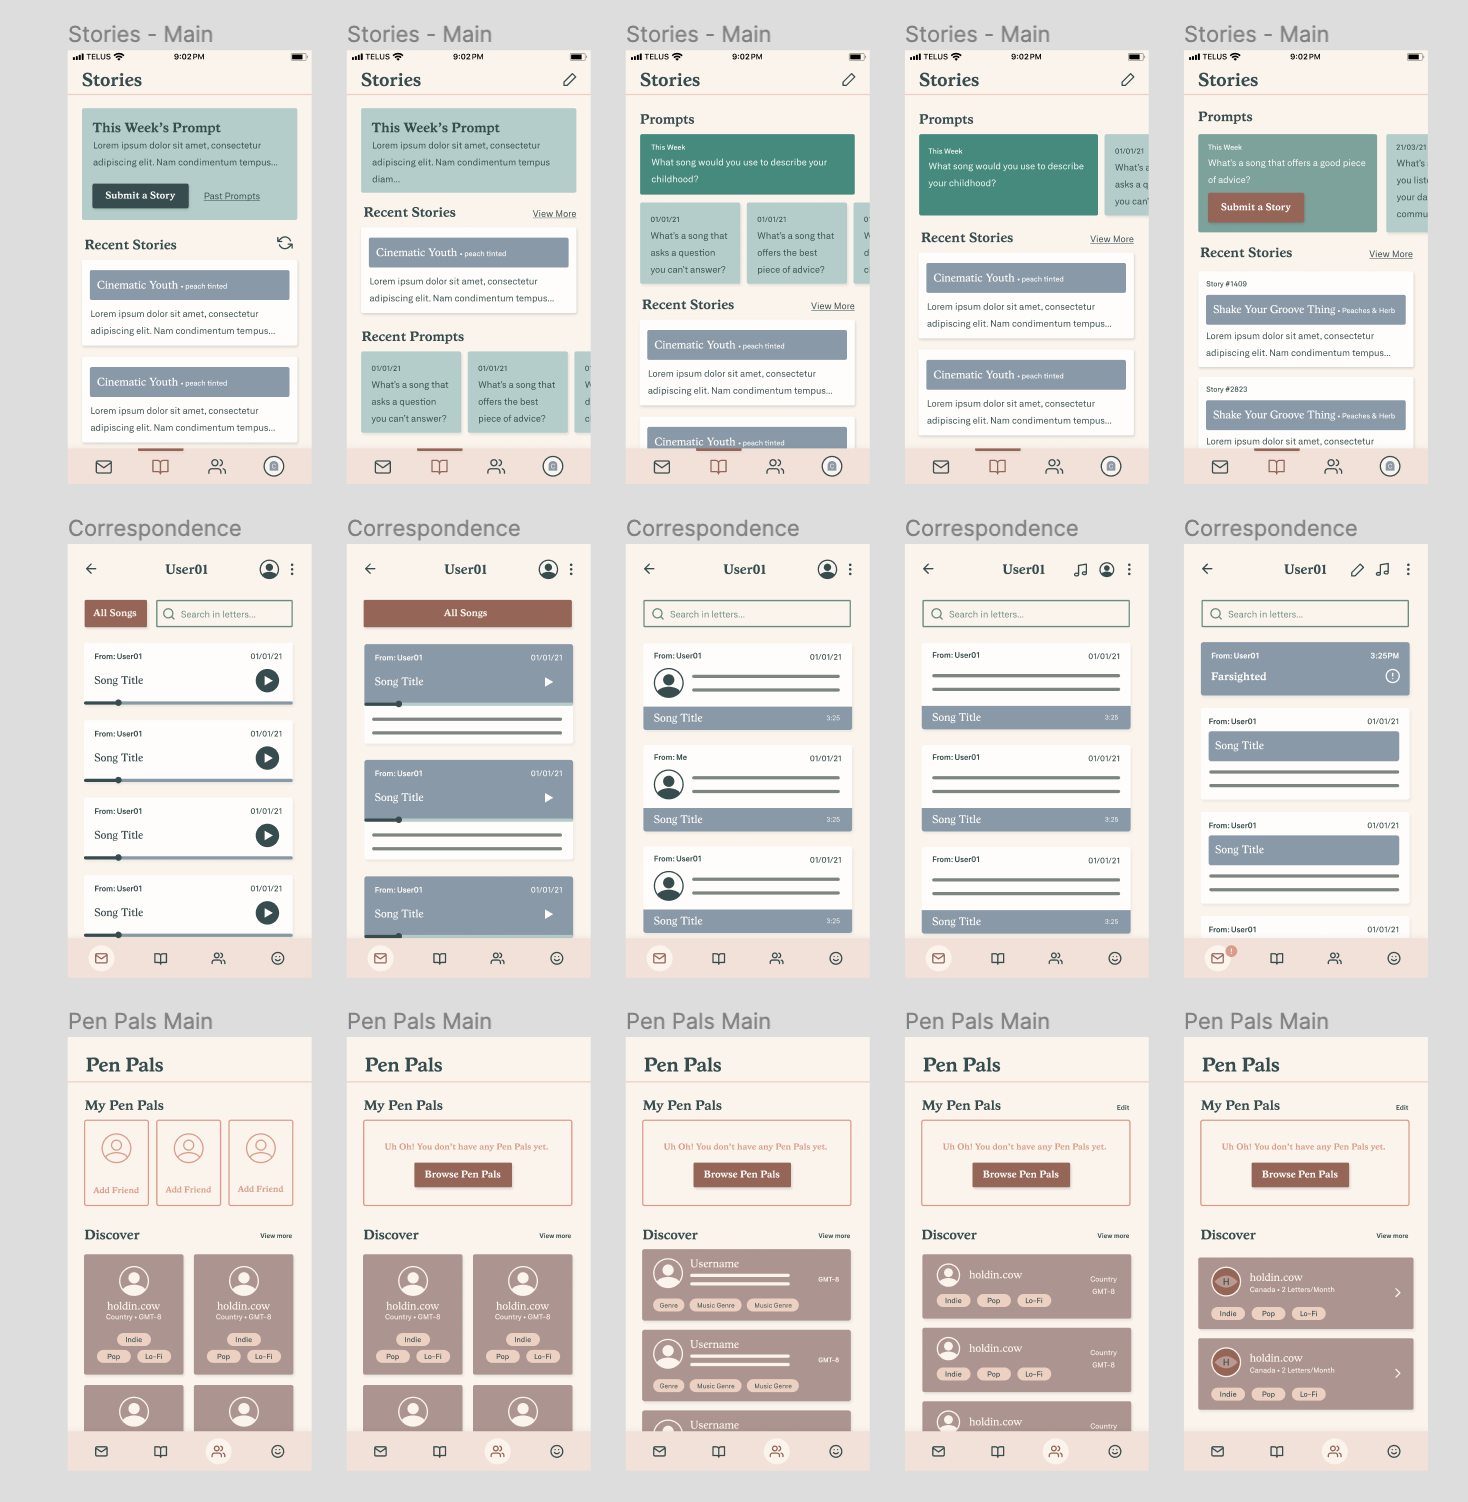 Stories - Main
TELUS 9:02 PM
Stories
This Week's Prompt
Lorem ipsum dolor sit amet, consectetur
adipiscing elit. Nam condimentum tempus...
Submit a Story Past Prompts
Recent Stories
Cinematic Youth • peach tinted
Lorem ipsum dolor sit amet, consectetur
adipiscing elit. Nam condimentum tempus...
Cinematic Youth • peach tinted
Lorem ipsum dolor sit amet, consectetur
adipiscing elit. Nam condimentum tempus...
Stories - Main
TELUS 9:02 PM
Stories
This Week's Prompt
Lorem ipsum dolor sit amet, consectetur
adipiscing elit. Nam condimentum tempus
diam...
Recent Stories View More
Cinematic Youth • peach tinted
Lorem ipsum dolor sit amet, consectetur
adipiscing elit. Nam condimentum tempus...
Recent Prompts
01/01/21
What's a song that
asks a question
you can't answer?
01/01/21
What's a song that
offers the best
piece of advice?
Stories - Main
TELUS 9:02 PM
Stories
Prompts
This Week
What song would you use to describe your
childhood?
01/01/21
What's a song that
asks a question
you can't answer?
01/01/21
What's a song that
offers the best
piece of advice?
Recent Stories View More
Cinematic Youth • peach tinted
Lorem ipsum dolor sit amet, consectetur
adipiscing elit. Nam condimentum tempus...
Cinematic Youth • peach tinted
Stories - Main
TELUS 9:02 PM
Stories
Prompts
This Week
What song would you use to describe
your childhood?
01/01/21
What's a
asks a q
you can'
Recent Stories View More
Cinematic Youth • peach tinted
Lorem ipsum dolor sit amet, consectetur
adipiscing elit. Nam condimentum tempus...
Cinematic Youth • peach tinted
Lorem ipsum dolor sit amet, consectetur
adipiscing elit. Nam condimentum tempus...
Stories - Main
TELUS 9:02 PM
Stories
Prompts
This Week
What's a song that offers a good piece
of advice?
Submit a Story
21/03/21
What's
you list
your da
commu
Recent Stories View More
Story #1409
Shake Your Groove Thing • Peaches & Herb
Lorem ipsum dolor sit amet, consectetur
adipiscing elit. Nam condimentum tempus...
Story #2823
Shake Your Groove Thing • Peaches & Herb
Lorem ipsum dolor sit amet, consectetur
Correspondence
User01
All Songs Search in letters...
From: User01 01/01/21
Song Title
From: User01 01/01/21
Song Title
From: User01 01/01/21
Song Title
From: User01 01/01/21
Song Title
Correspondence
User01
All Songs
From: User01 01/01/21
Song Title
From: User01 01/01/21
Song Title
From: User01 01/01/21
Song Title
Correspondence
User01
Search in letters...
From: User01 01/01/21
Song Title 3:25
From: Me 01/01/21
Song Title 3:25
From: User01 01/01/21
Song Title 3:25
Correspondence
User01
Search in letters...
From: User01 01/01/21
Song Title 3:25
From: User01 01/01/21
Song Title 3:25
From: User01 01/01/21
Song Title 3:25
Correspondence
User01
Search in letters...
From: User01 3:25PM
Farsighted
From: User01 01/01/21
Song Title
From: User01 01/01/21
Song Title
From: User01 01/01/21
Pen Pals Main
Pen Pals
My Pen Pals
Add Friend Add Friend Add Friend
Discover View more
holdin.cow holdin.cow
Country • GMT-8 Country • GMT-8
Indie Indie
Pop Lo-Fi Pop Lo-Fi
Pen Pals Main
Pen Pals
My Pen Pals
Uh Oh! You don't have any Pen Pals yet.
Browse Pen Pals
Discover View more
holdin.cow holdin.cow
Country • GMT-8 Country • GMT-8
Indie Indie
Pop Lo-Fi Pop Lo-Fi
Pen Pals Main
Pen Pals
My Pen Pals
Uh Oh! You don't have any Pen Pals yet.
Browse Pen Pals
Discover View more
Username
GMT-8
Genre Music Genre Music Genre
Username
GMT-8
Genre Music Genre Music Genre
Username
Pen Pals Main
Pen Pals
My Pen Pals Edit
Uh Oh! You don't have any Pen Pals yet.
Browse Pen Pals
Discover View more
holdin.cow Country
GMT-8
Indie Pop Lo-Fi
holdin.cow Country
GMT-8
Indie Pop Lo-Fi
holdin.cow Country
Pen Pals Main
Pen Pals
My Pen Pals Edit
Uh Oh! You don't have any Pen Pals yet.
Browse Pen Pals
Discover View more
H holdin.cow
Canada • 2 Letters/Month
Indie Pop Lo-Fi
H holdin.cow
Canada • 2 Letters/Month
Indie Pop Lo-Fi